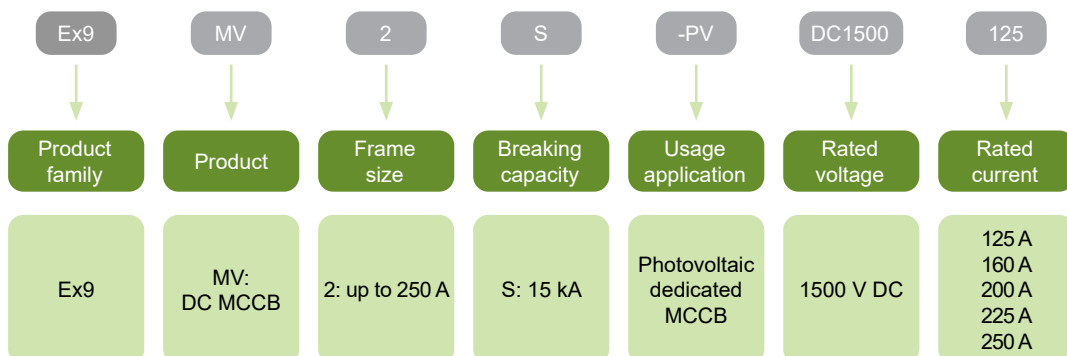 Ex9
MV
2
S
-PV
DC1500
125
Product
family
Product
Frame
size
Breaking
capacity
Usage
application
Rated
voltage
Rated
current
Ex9
MV:
DC MCCB
2: up to 250 A
S: 15 kA
Photovoltaic
dedicated
MCCB
1500 V DC
125 A
160 A
200 A
225 A
250 A